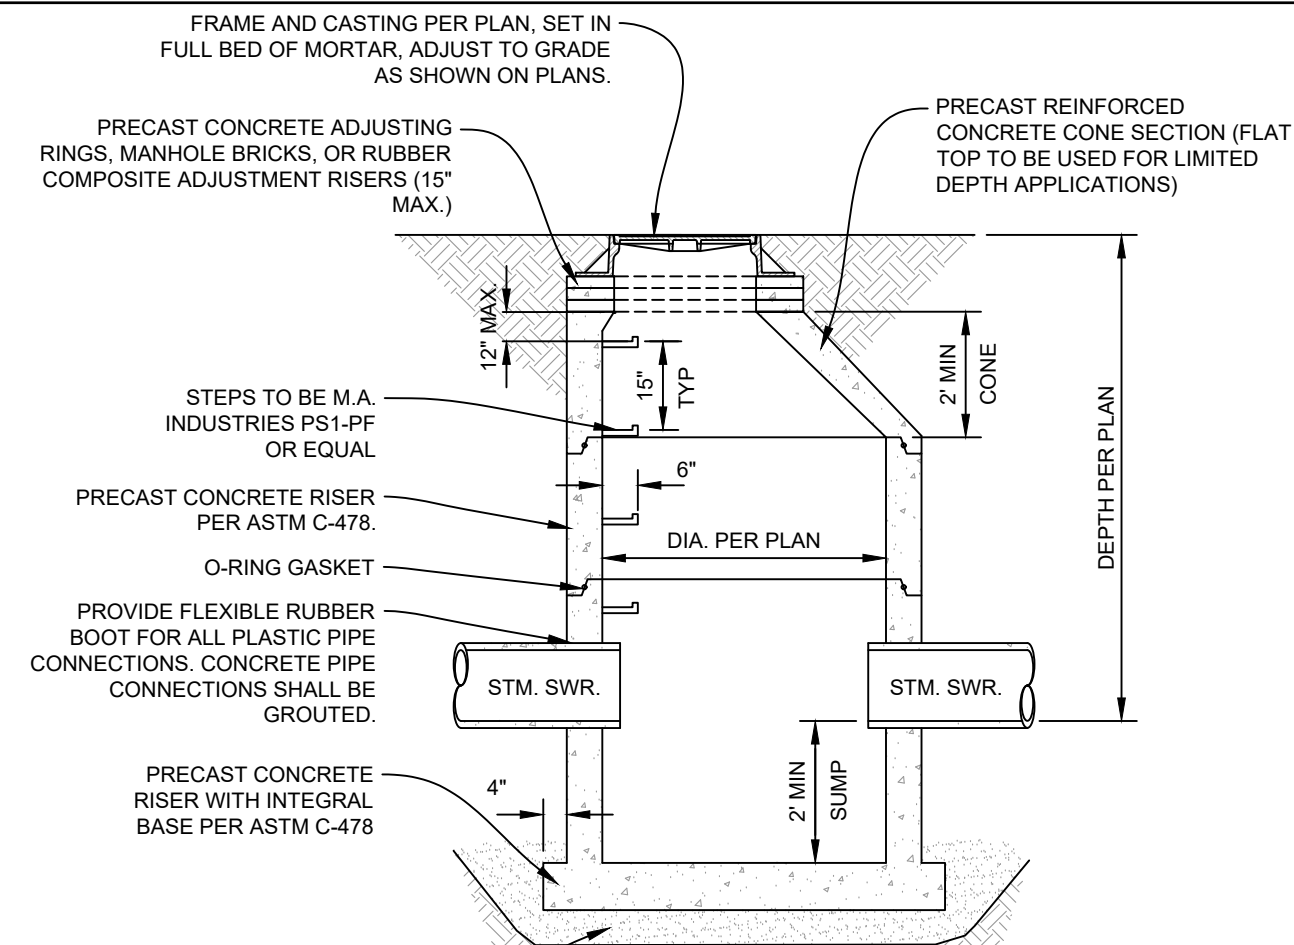 FRAME AND CASTING PER PLAN, SET IN
FULL BED OF MORTAR, ADJUST TO GRADE
AS SHOWN ON PLANS.
PRECAST CONCRETE ADJUSTING
RINGS, MANHOLE BRICKS, OR RUBBER
COMPOSITE ADJUSTMENT RISERS (15"
MAX.)
PRECAST REINFORCED
CONCRETE CONE SECTION (FLAT
TOP TO BE USED FOR LIMITED
DEPTH APPLICATIONS)
12" MAX.
15"
TYP
2' MIN
CONE
DEPTH PER PLAN
STEPS TO BE M.A.
INDUSTRIES PS1-PF
OR EQUAL
6"
PRECAST CONCRETE RISER
PER ASTM C-478.
DIA. PER PLAN
O-RING GASKET
PROVIDE FLEXIBLE RUBBER
BOOT FOR ALL PLASTIC PIPE
CONNECTIONS. CONCRETE PIPE
CONNECTIONS SHALL BE
GROUTED.
STM. SWR.
STM. SWR.
PRECAST CONCRETE
RISER WITH INTEGRAL
BASE PER ASTM C-478
4"
2' MIN
SUMP